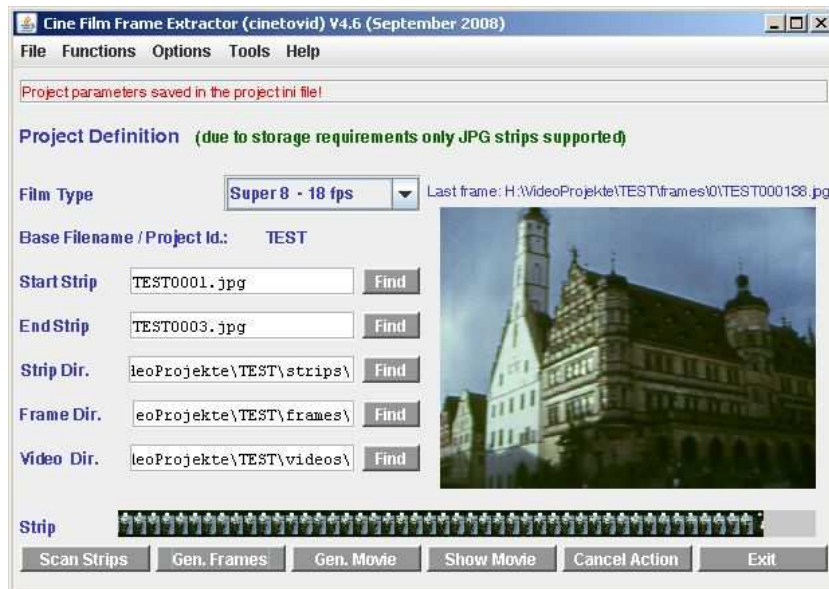 Cine Film Frame Extractor (cinetovid) V4.6 (September 2008)
File Functions Options Tools Help
Project parameters saved in the project ini file!
Project Definition (due to storage requirements only JPG strips supported)
Film Type Super 8 - 18 fps Last frame: H:\VideoProjekte\TEST\frames\0\TEST000138.jpg
Base Filename / Project Id.: TEST
Start Strip TEST0001.jpg Find
End Strip TEST0003.jpg Find
Strip Dir. leoProjekte\TEST\strips\ Find
Frame Dir. eoProjekte\TEST\frames\ Find
Video Dir. leoProjekte\TEST\videos\ Find
Strip
Scan Strips Gen. Frames Gen. Movie Show Movie Cancel Action Exit